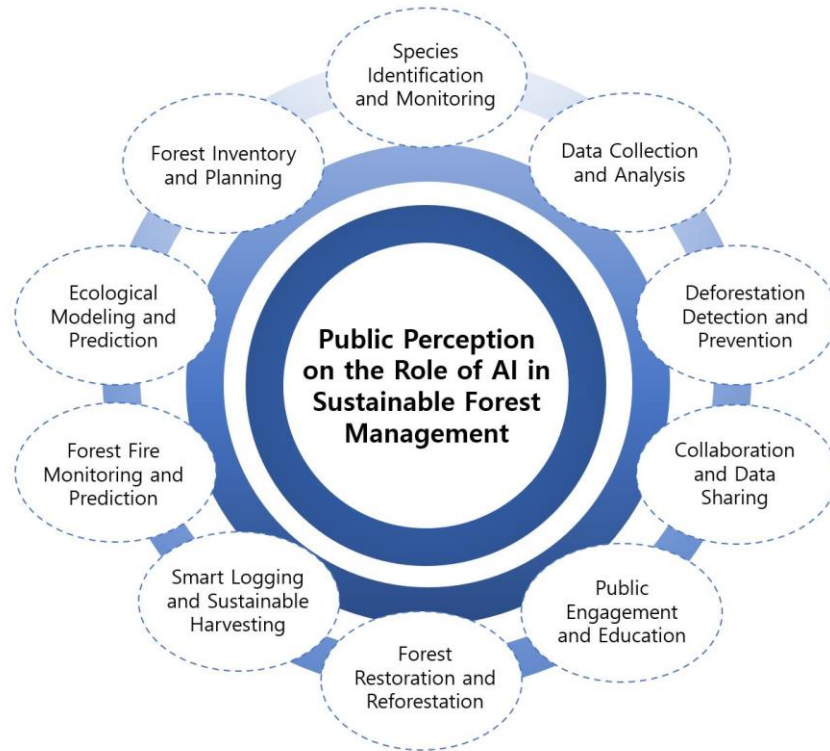 Species
Identification
and Monitoring
Data Collection
and Analysis
Deforestation
Detection and
Prevention
Collaboration
and Data
Sharing
Public
Engagement
and Education
Forest
Restoration and
Reforestation
Smart Logging
and Sustainable
Harvesting
Forest Fire
Monitoring and
Prediction
Ecological
Modeling and
Prediction
Forest Inventory
and Planning
Public Perception
on the Role of AI in
Sustainable Forest
Management